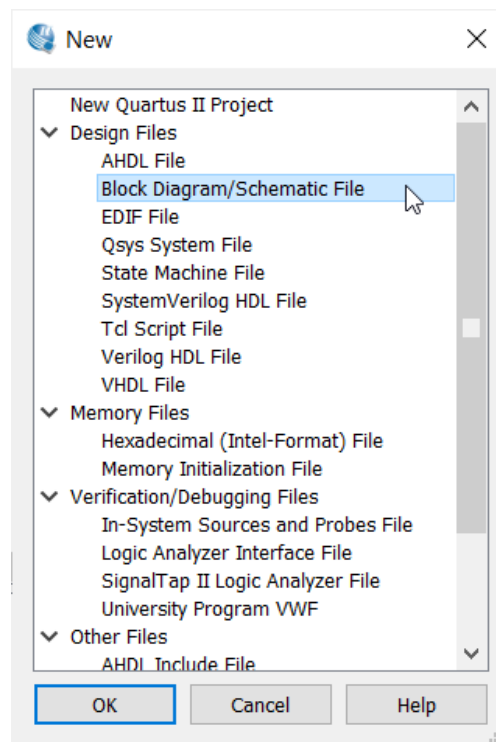 New
New Quartus II Project
Design Files
AHDL File
Block Diagram/Schematic File
EDIF File
Qsys System File
State Machine File
SystemVerilog HDL File
Tcl Script File
Verilog HDL File
VHDL File
Memory Files
Hexadecimal (Intel-Format) File
Memory Initialization File
Verification/Debugging Files
In-System Sources and Probes File
Logic Analyzer Interface File
SignalTap II Logic Analyzer File
University Program VWF
Other Files
AHDL Include File
OK Cancel Help